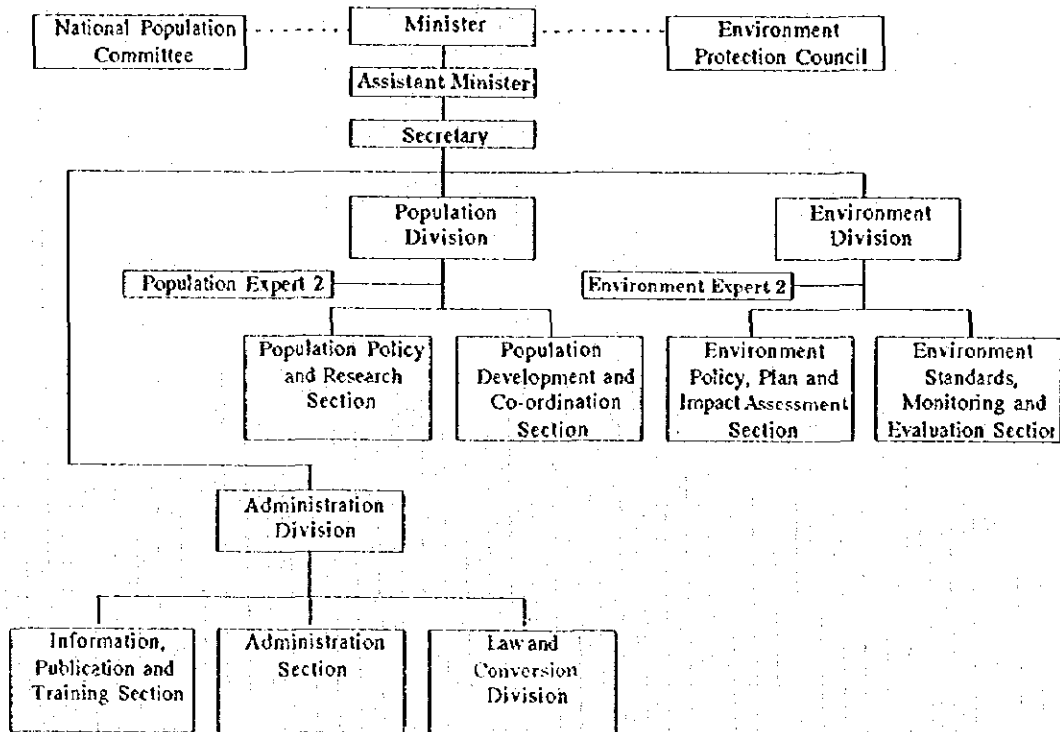 National Population
Committee
Minister
Environment
Protection Council
Assistant Minister
Secretary
Population
Division
Environment
Division
Population Expert 2
Environment Expert 2
Population Policy
and Research
Section
Population
Development and
Co-ordination
Section
Environment
Policy, Plan and
Impact Assessment
Section
Environment
Standards,
Monitoring and
Evaluation Section
Administration
Division
Information,
Publication and
Training Section
Administration
Section
Law and
Conversion
Division